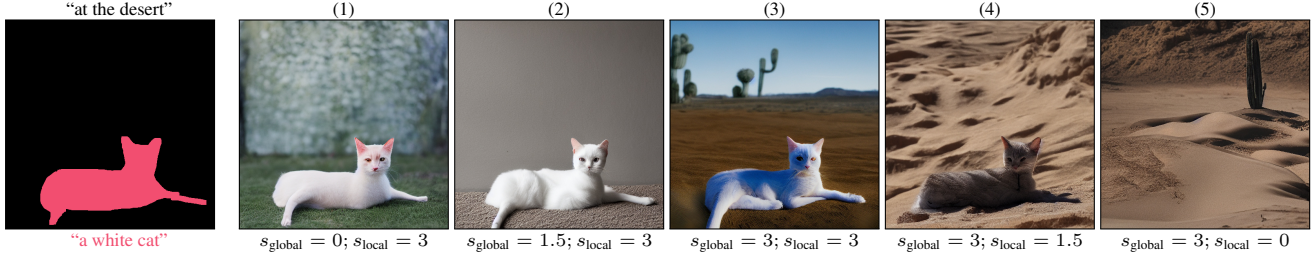 “at the desert” (1) (2) (3) (4) (5)
“a white cat” s_global = 0; s_local = 3 s_global = 1.5; s_local = 3 s_global = 3; s_local = 3 s_global = 3; s_local = 1.5 s_global = 3; s_local = 0